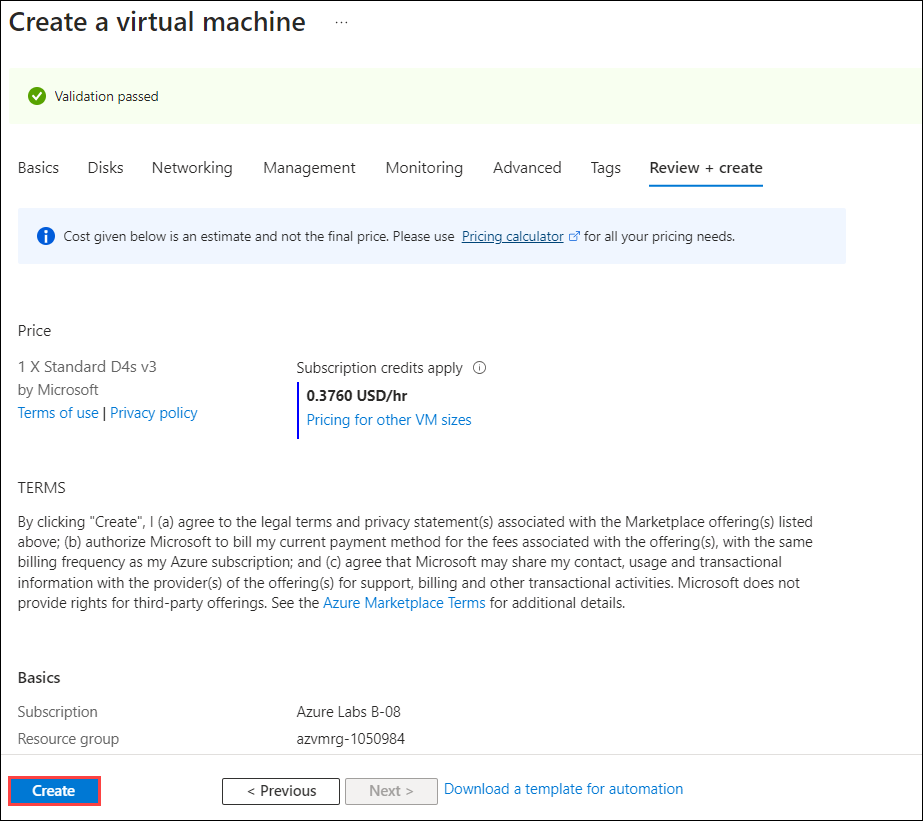 Create a virtual machine ...
Validation passed
Basics Disks Networking Management Monitoring Advanced Tags Review + create
Cost given below is an estimate and not the final price. Please use Pricing calculator for all your pricing needs.
Price
1 X Standard D4s v3
by Microsoft
Terms of use | Privacy policy
Subscription credits apply
0.3760 USD/hr
Pricing for other VM sizes
TERMS
By clicking "Create", I (a) agree to the legal terms and privacy statement(s) associated with the Marketplace offering(s) listed
above; (b) authorize Microsoft to bill my current payment method for the fees associated with the offering(s), with the same
billing frequency as my Azure subscription; and (c) agree that Microsoft may share my contact, usage and transactional
information with the provider(s) of the offering(s) for support, billing and other transactional activities. Microsoft does not
provide rights for third-party offerings. See the Azure Marketplace Terms for additional details.
Basics
Subscription Azure Labs B-08
Resource group azvmrg-1050984
Create < Previous Next > Download a template for automation